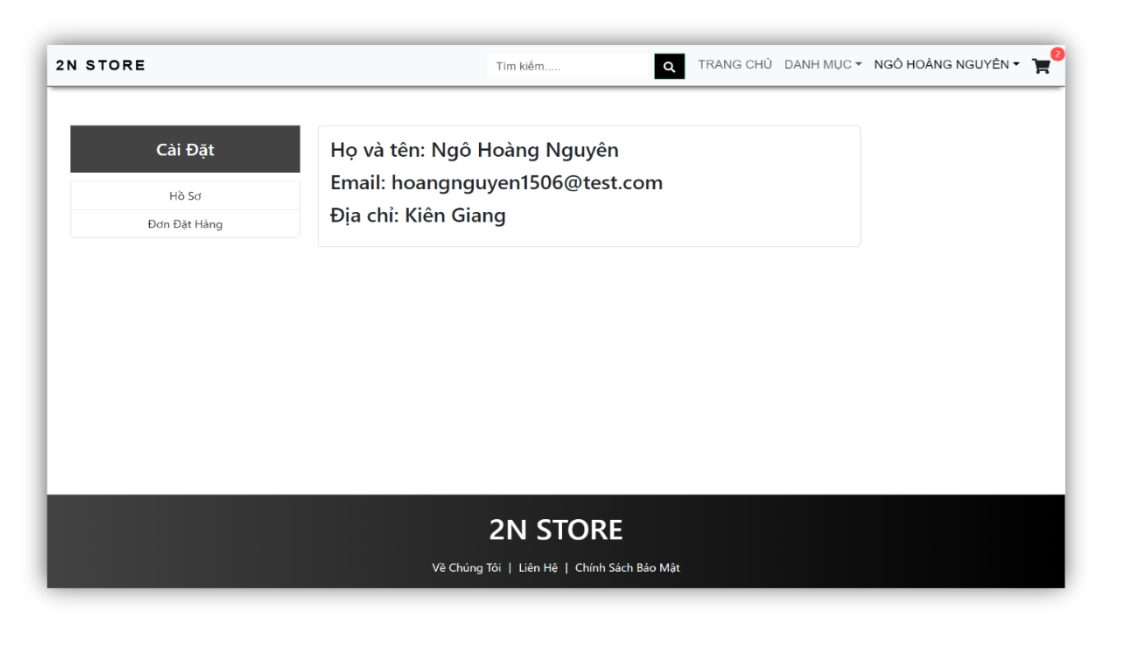 2N STORE
Tìm kiếm.....
TRANG CHỦ DANH MỤC NGÔ HOÀNG NGUYÊN 2
Cài Đặt
Hồ Sơ
Đơn Đặt Hàng
Họ và tên: Ngô Hoàng Nguyên
Email: hoangnguyen1506@test.com
Địa chỉ: Kiên Giang
2N STORE
Về Chúng Tôi | Liên Hệ | Chính Sách Bảo Mật